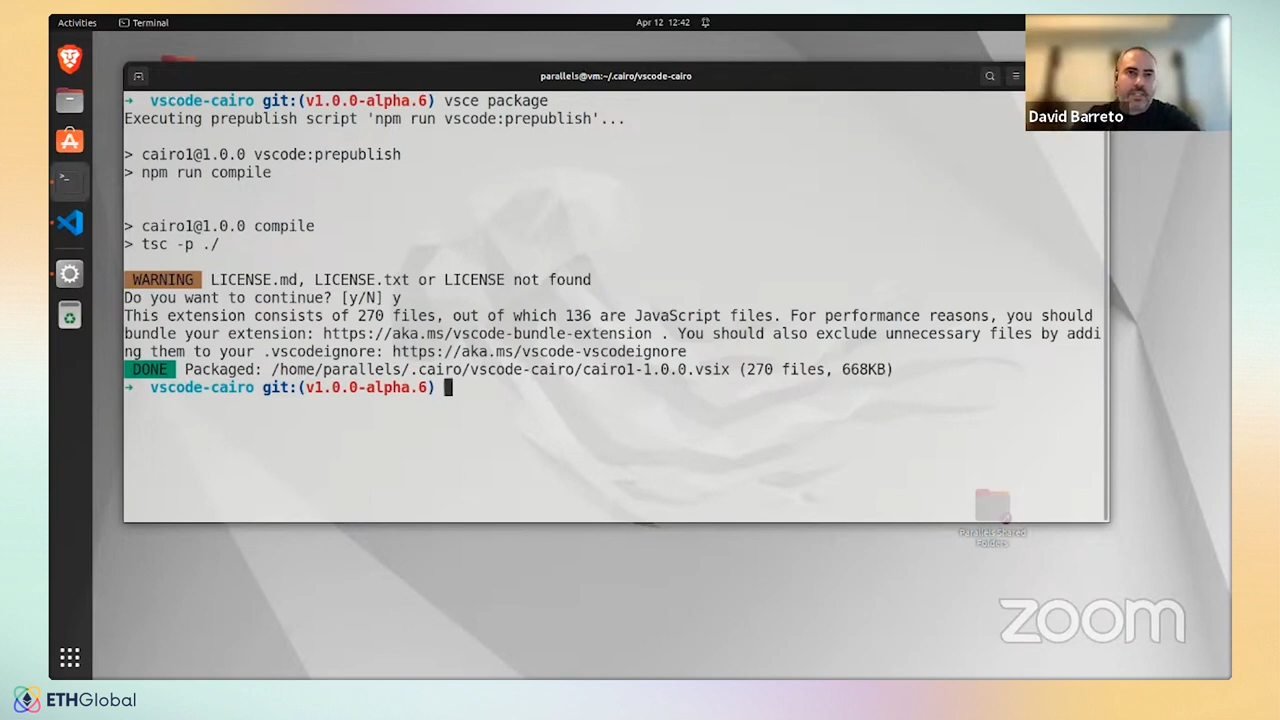 Activities
Terminal
Apr 12 12:42
parallels@vm:~/.cairo/vscode-cairo
→ vscode-cairo git:(v1.0.0-alpha.6) vsce package
Executing prepublish script 'npm run vscode:prepublish'...
> cairo1@1.0.0 vscode:prepublish
> npm run compile
> cairo1@1.0.0 compile
> tsc -p ./
WARNING LICENSE.md, LICENSE.txt or LICENSE not found
Do you want to continue? [y/N] y
This extension consists of 270 files, out of which 136 are JavaScript files. For performance reasons, you should
bundle your extension: https://aka.ms/vscode-bundle-extension . You should also exclude unnecessary files by addi
ng them to your .vscodeignore: https://aka.ms/vscode-vscodeignore
DONE Packaged: /home/parallels/.cairo/vscode-cairo/cairo1-1.0.0.vsix (270 files, 668KB)
→ vscode-cairo git:(v1.0.0-alpha.6)
David Barreto
Parallels Shared
Folders
zoom
ETHGlobal